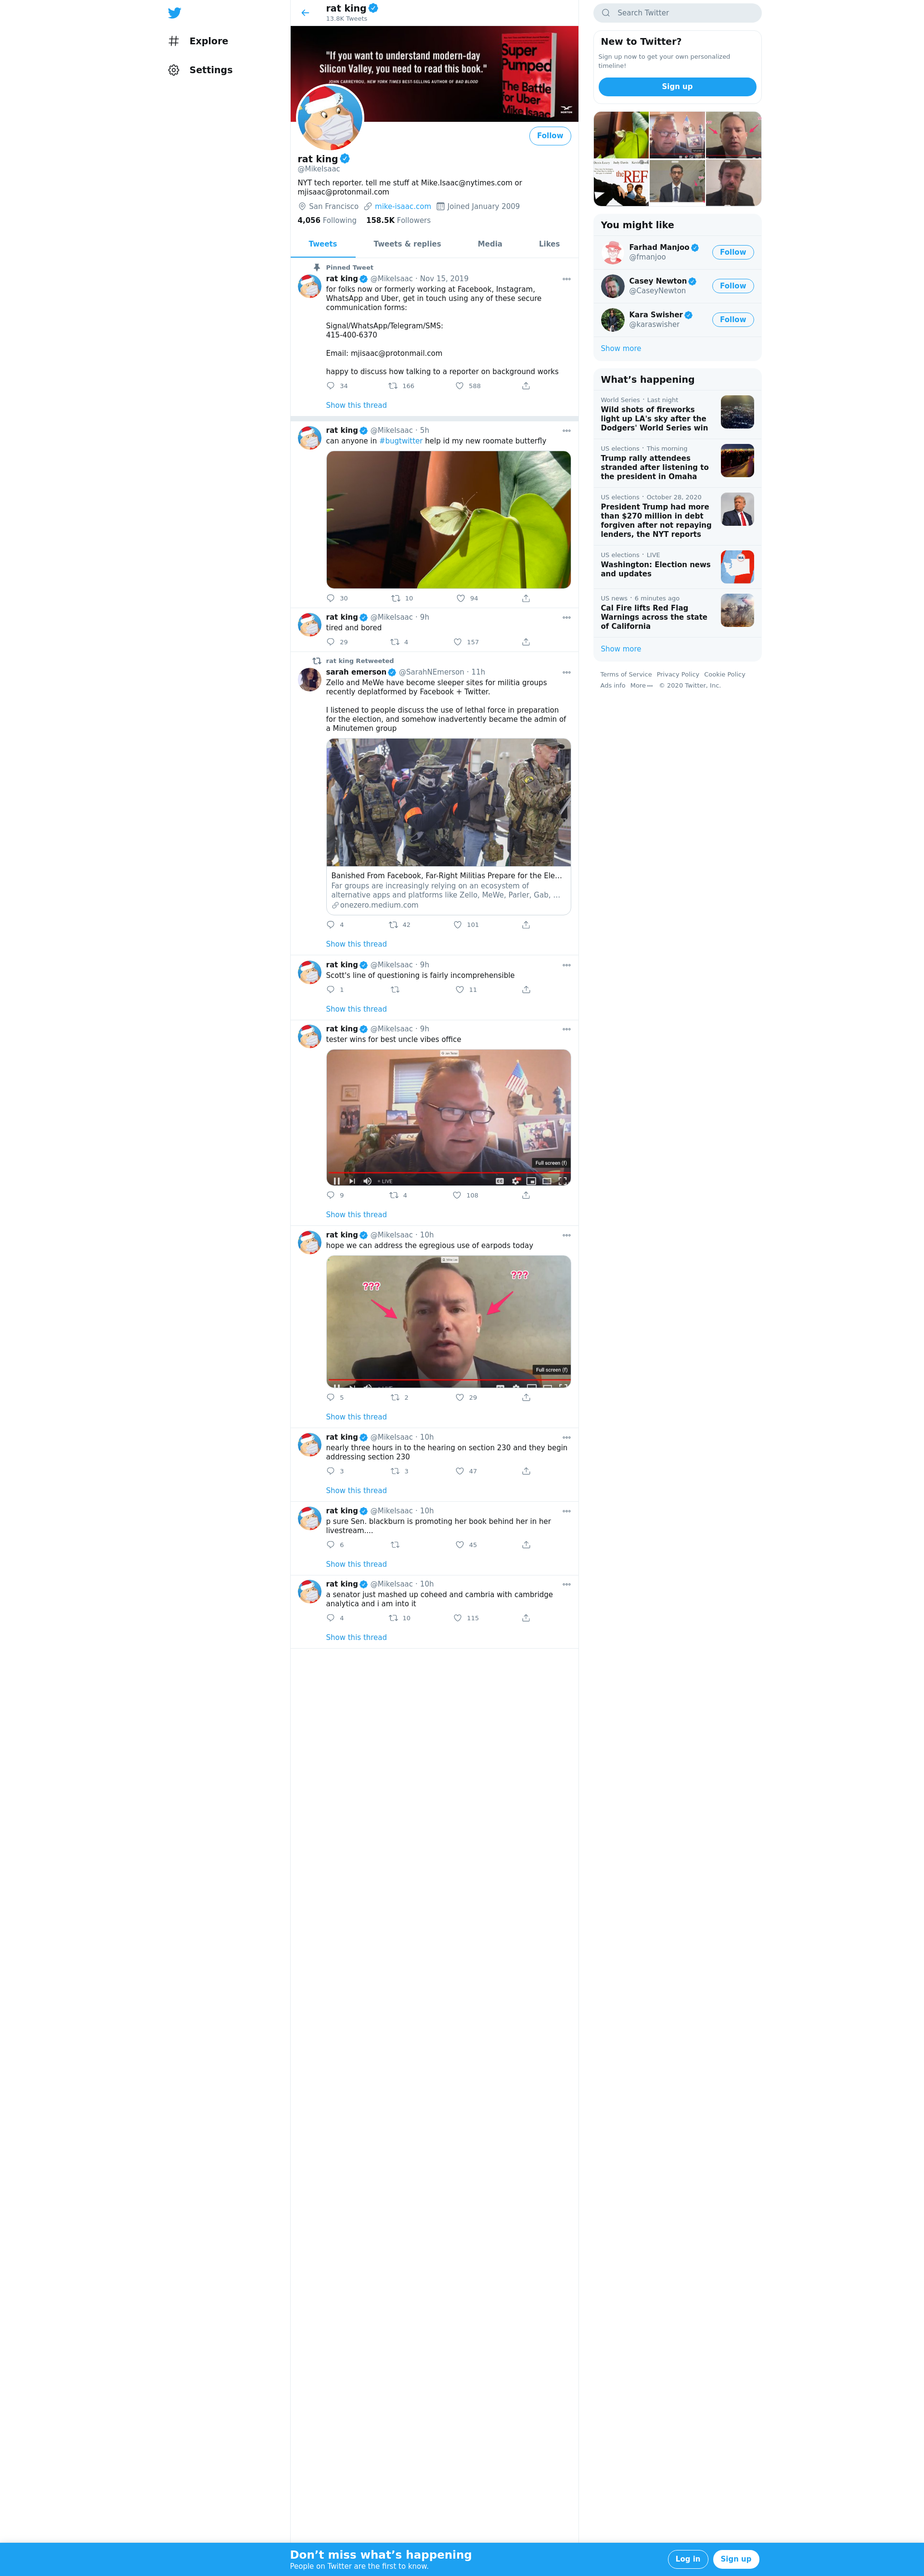 Explore
Settings
rat king
13.8K Tweets
"If you want to understand modern-day
Silicon Valley, you need to read this book."
JOHN CARREYROU, NEW YORK TIMES BEST-SELLING AUTHOR OF BAD BLOOD
Super
Pumped
The Battle
for Uber
Mike Isaac
Follow
rat king
@MikeIsaac
NYT tech reporter. tell me stuff at Mike.Isaac@nytimes.com or
mjisaac@protonmail.com
San Francisco mike-isaac.com Joined January 2009
4,056 Following 158.5K Followers
Tweets Tweets & replies Media Likes
Pinned Tweet
rat king @MikeIsaac · Nov 15, 2019
for folks now or formerly working at Facebook, Instagram,
WhatsApp and Uber, get in touch using any of these secure
communication forms:
Signal/WhatsApp/Telegram/SMS:
415-400-6370
Email: mjisaac@protonmail.com
happy to discuss how talking to a reporter on background works
34 166 588
Show this thread
rat king @MikeIsaac · 5h
can anyone in #bugtwitter help id my new roomate butterfly
30 10 94
rat king @MikeIsaac · 9h
tired and bored
29 4 157
rat king Retweeted
sarah emerson @SarahNEmerson · 11h
Zello and MeWe have become sleeper sites for militia groups
recently deplatformed by Facebook + Twitter.
I listened to people discuss the use of lethal force in preparation
for the election, and somehow inadvertently became the admin of
a Minutemen group
Banished From Facebook, Far-Right Militias Prepare for the Ele...
Far groups are increasingly relying on an ecosystem of
alternative apps and platforms like Zello, MeWe, Parler, Gab, ...
onezero.medium.com
4 42 101
Show this thread
rat king @MikeIsaac · 9h
Scott's line of questioning is fairly incomprehensible
1 11
Show this thread
rat king @MikeIsaac · 9h
tester wins for best uncle vibes office
Full screen (f)
LIVE
9 4 108
Show this thread
rat king @MikeIsaac · 10h
hope we can address the egregious use of earpods today
???
???
Full screen (f)
5 2 29
Show this thread
rat king @MikeIsaac · 10h
nearly three hours in to the hearing on section 230 and they begin
addressing section 230
3 3 47
Show this thread
rat king @MikeIsaac · 10h
p sure Sen. blackburn is promoting her book behind her in her
livestream....
6 45
Show this thread
rat king @MikeIsaac · 10h
a senator just mashed up coheed and cambria with cambridge
analytica and i am into it
4 10 115
Show this thread
Search Twitter
New to Twitter?
Sign up now to get your own personalized
timeline!
Sign up
the REF
You might like
Farhad Manjoo
@fmanjoo
Follow
Casey Newton
@CaseyNewton
Follow
Kara Swisher
@karaswisher
Follow
Show more
What's happening
World Series · Last night
Wild shots of fireworks
light up LA's sky after the
Dodgers' World Series win
US elections · This morning
Trump rally attendees
stranded after listening to
the president in Omaha
US elections · October 28, 2020
President Trump had more
than $270 million in debt
forgiven after not repaying
lenders, the NYT reports
US elections · LIVE
Washington: Election news
and updates
US news · 6 minutes ago
Cal Fire lifts Red Flag
Warnings across the state
of California
Show more
Terms of Service Privacy Policy Cookie Policy
Ads info More © 2020 Twitter, Inc.
Don't miss what's happening
People on Twitter are the first to know.
Log in
Sign up